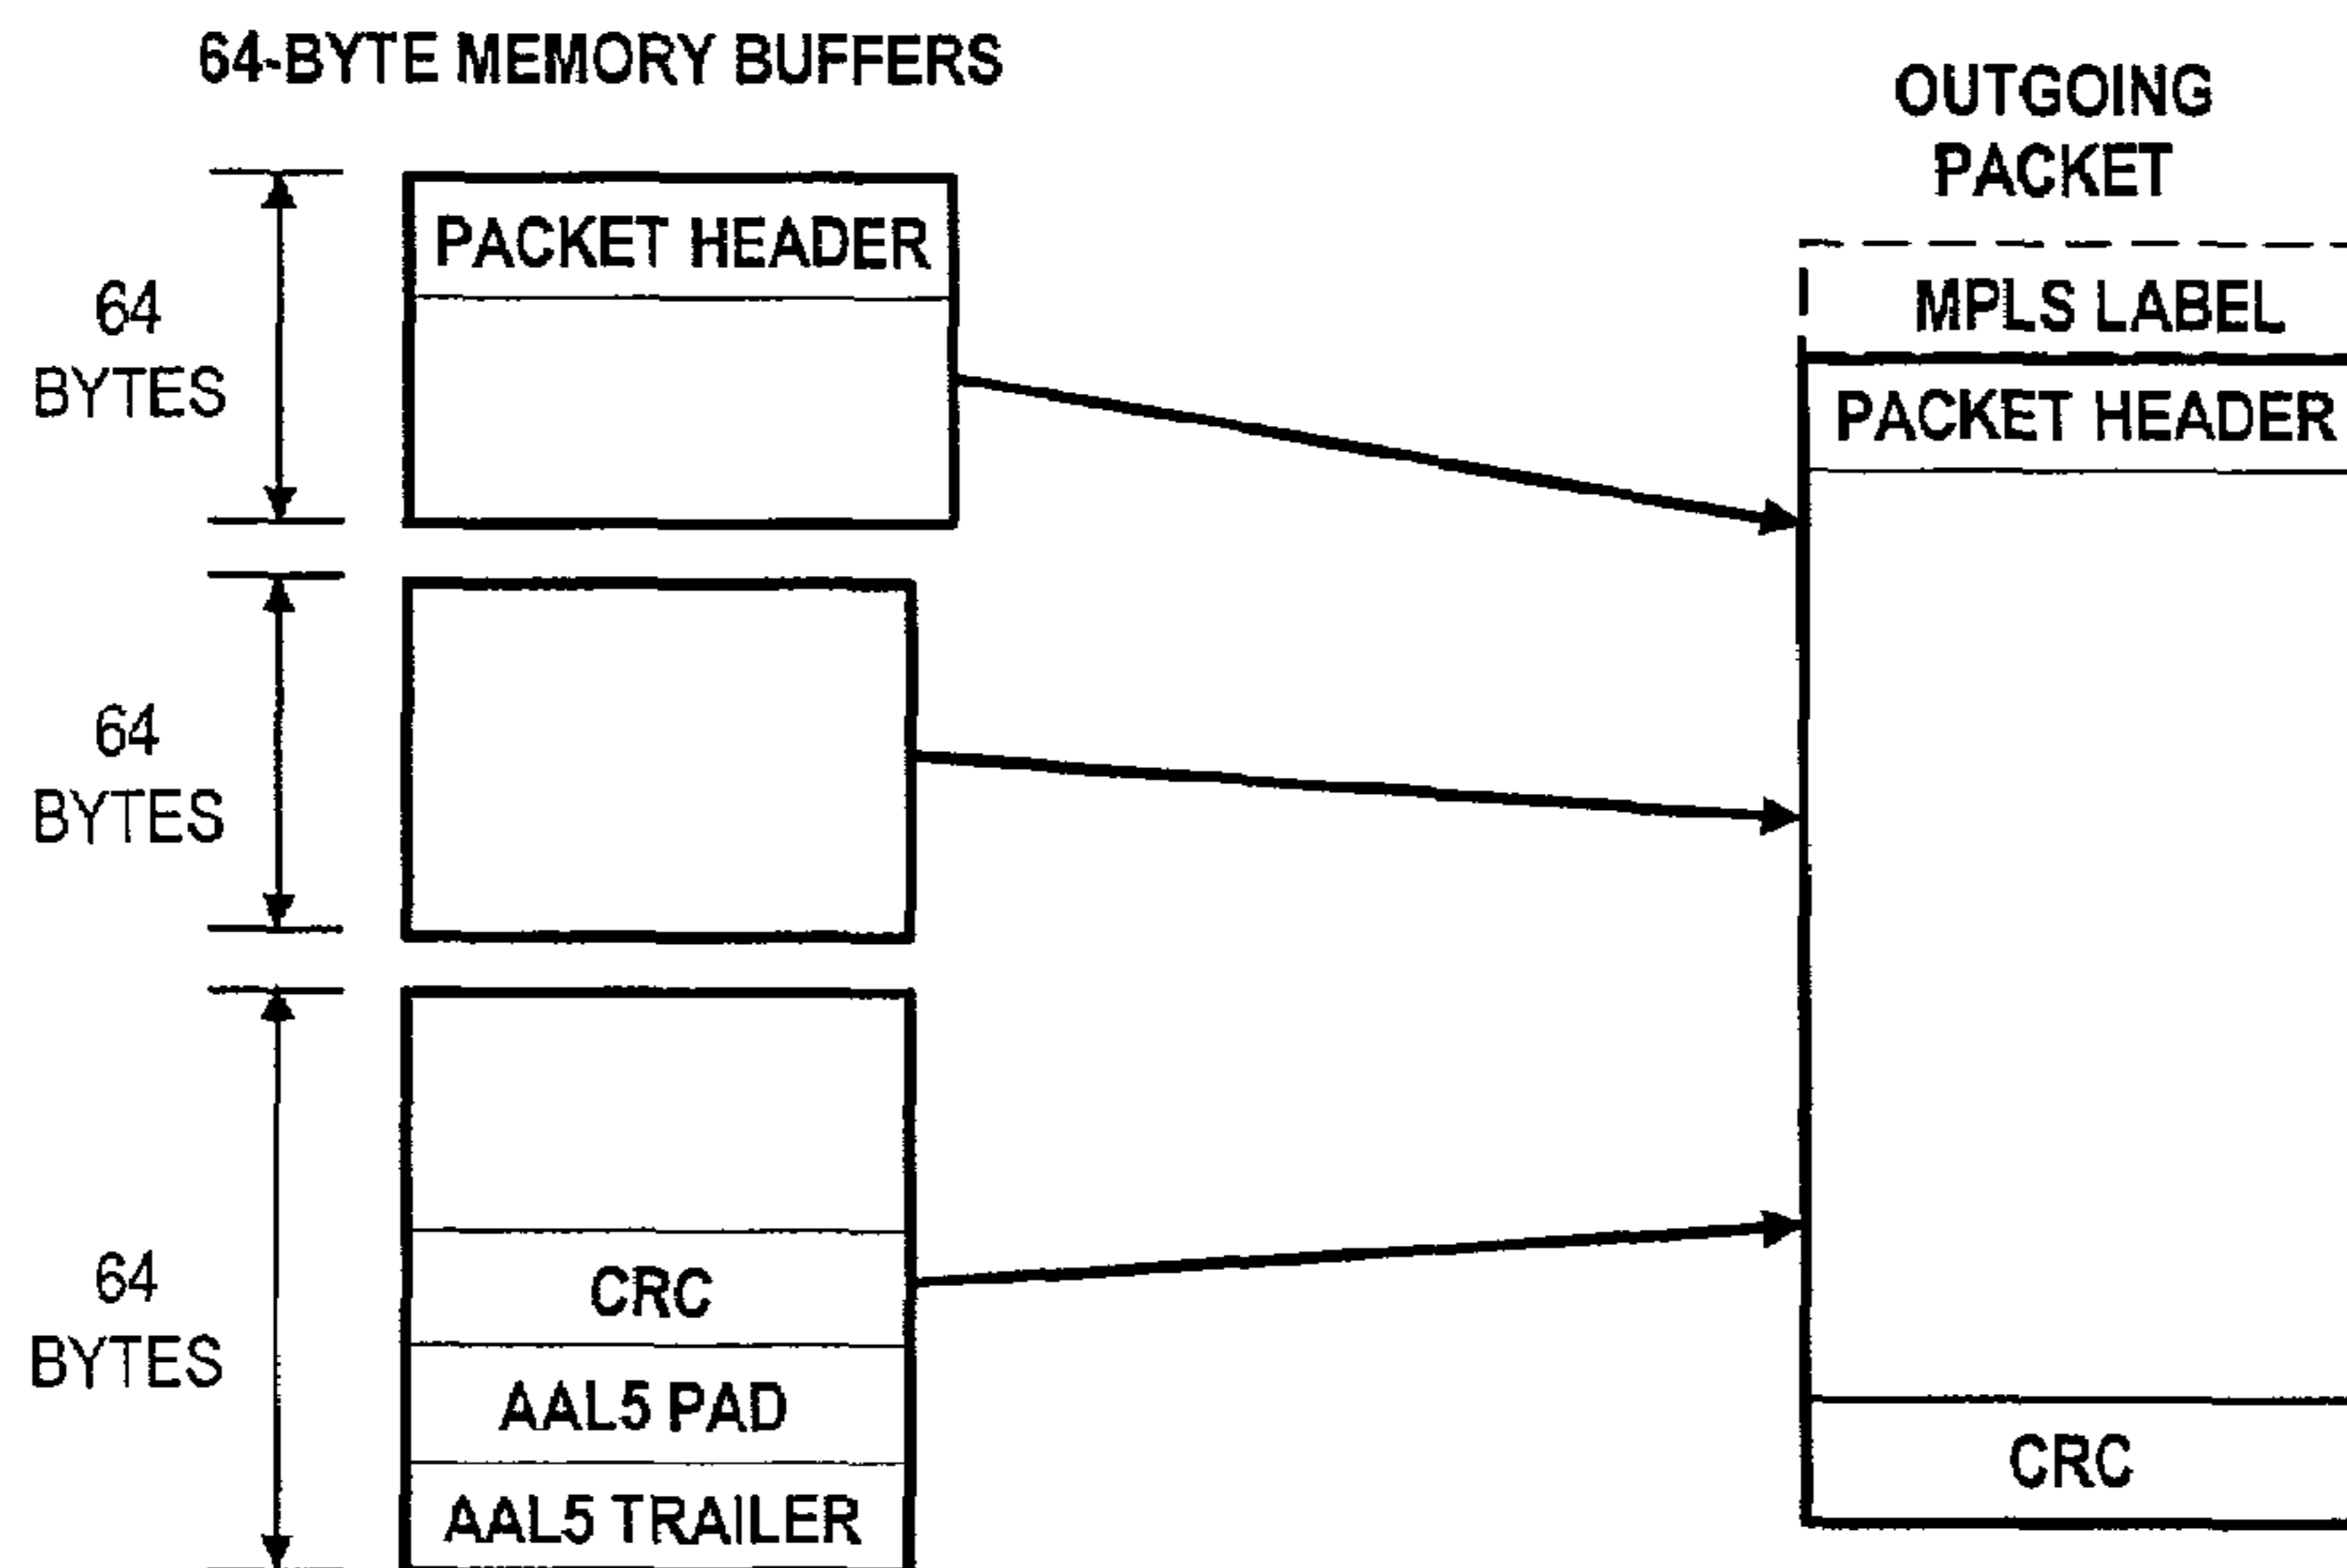 64-BYTE MEMORY BUFFERS
OUTGOING
PACKET
64
BYTES
PACKET HEADER
MPLS LABEL
PACKET HEADER
64
BYTES
64
BYTES
CRC
AAL5 PAD
AAL5 TRAILER
CRC